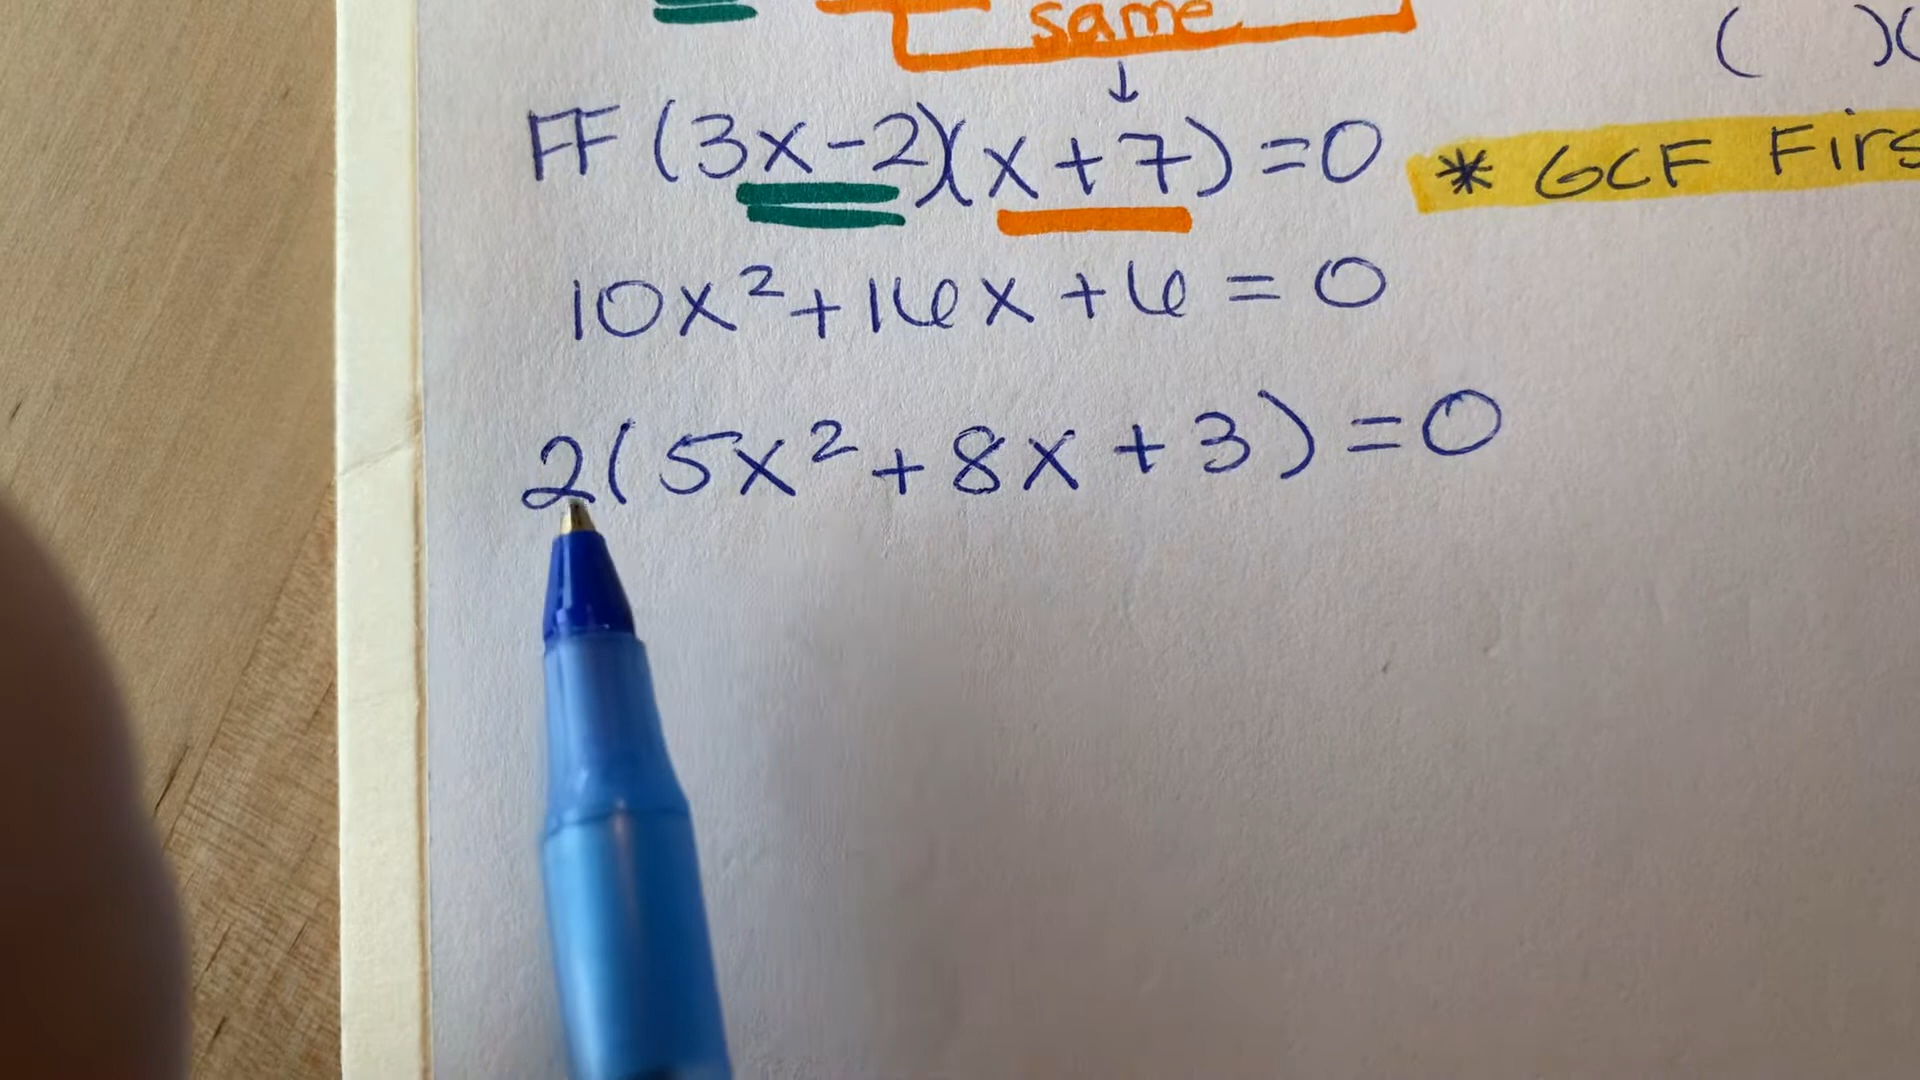 same
↓
FF (3x-2)(x+7)=0
( )(
* GCF Firs
10x²+16x+6=0
2(5x²+8x+3)=0